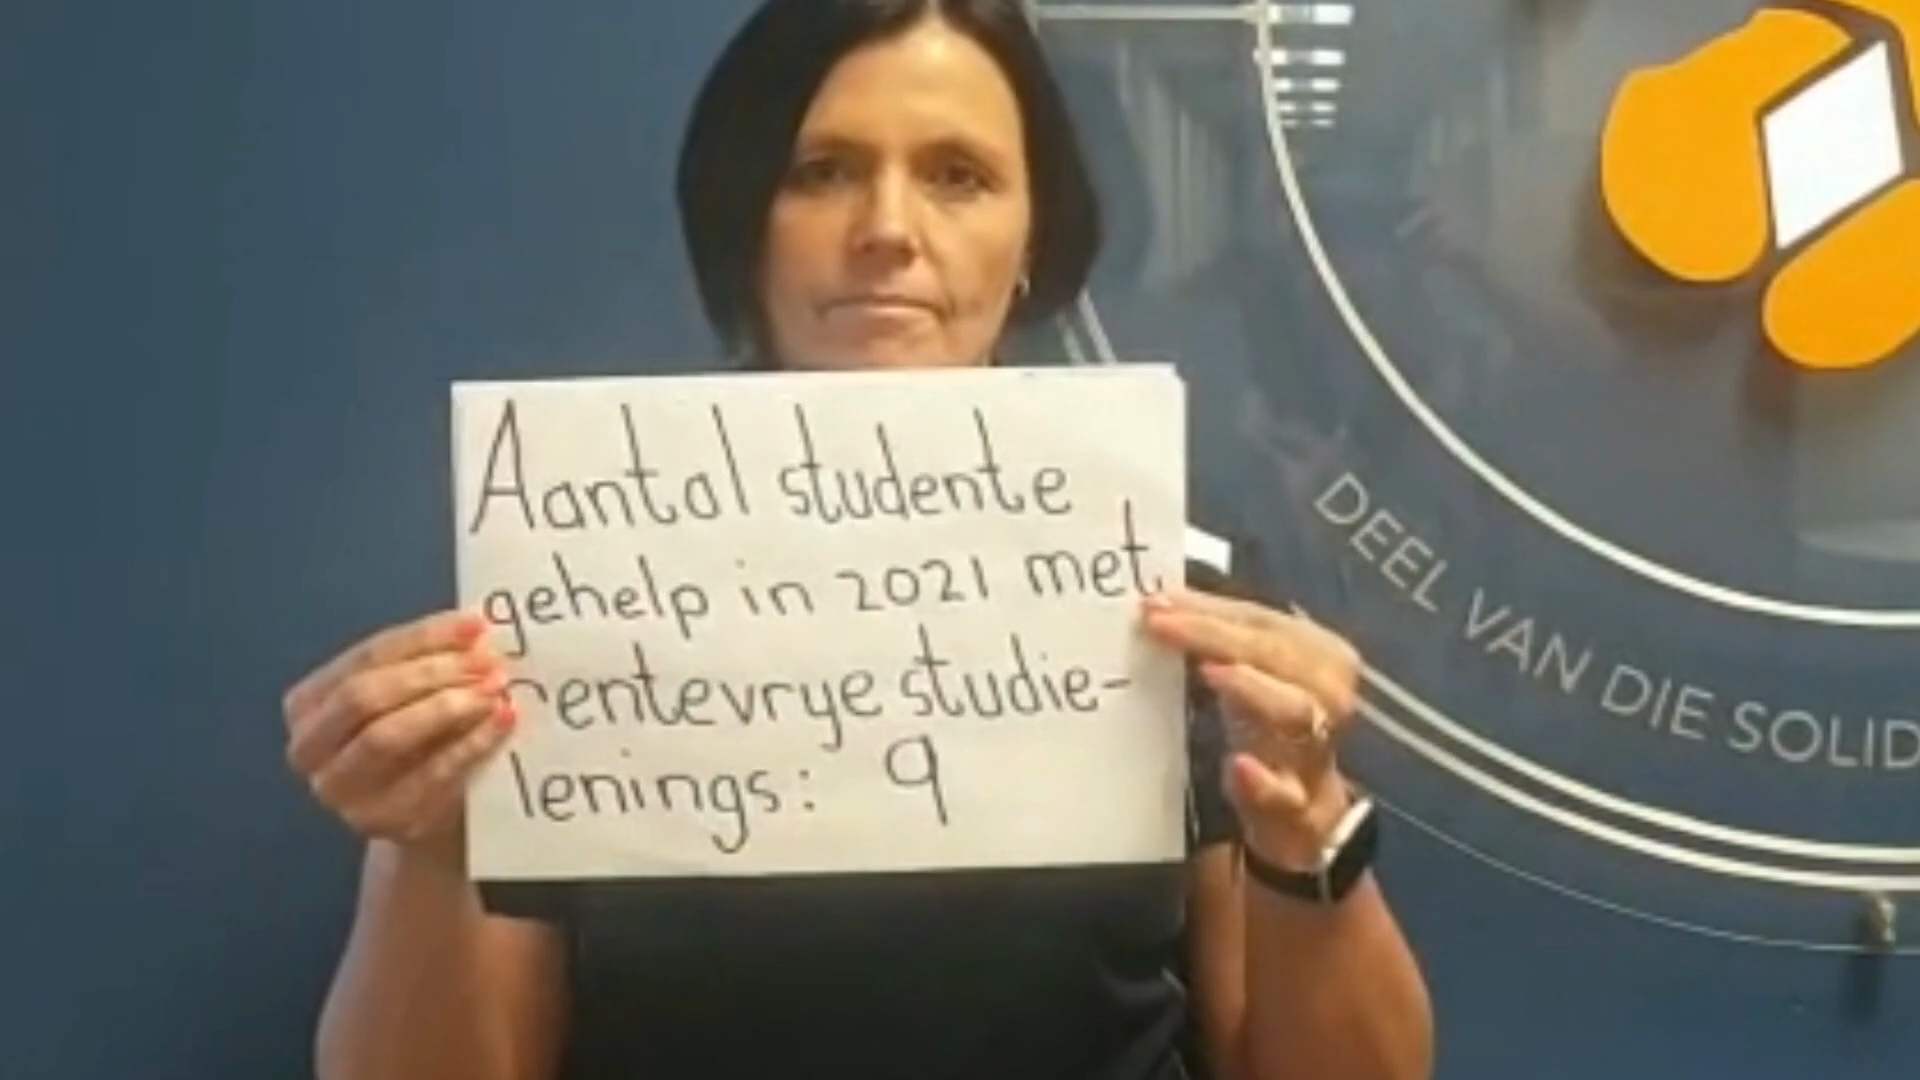 Aantal studente
gehelp in 2021 met
rentevrye studie-
lenings: 9
DEEL VAN DIE SOLID